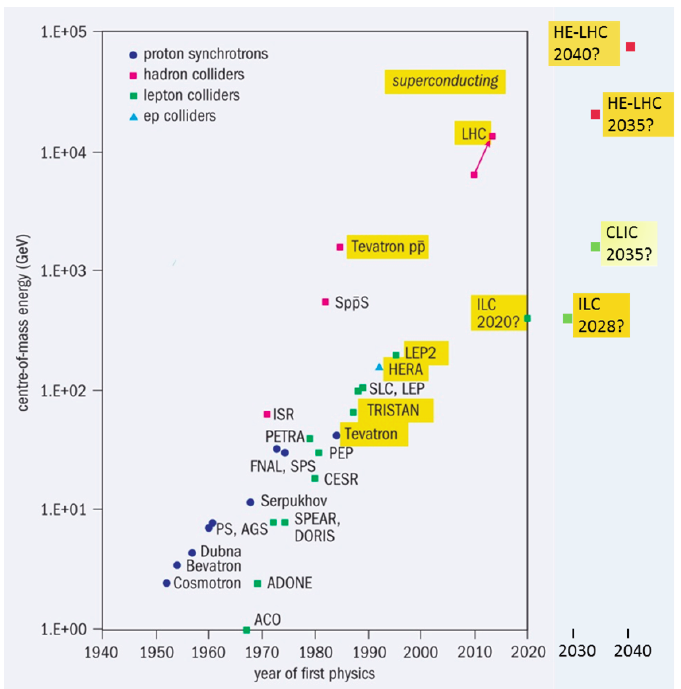 1.E+05
HE-LHC
2040?
proton synchrotrons
hadron colliders
lepton colliders
ep colliders
superconducting
HE-LHC
2035?
LHC
1.E+04
CLIC
2035?
Tevatron pp̄
1.E+03
Spp̄S
ILC
2020?
ILC
2028?
LEP2
HERA
1.E+02
SLC, LEP
TRISTAN
ISR
Tevatron
PETRA
PEP
FNAL, SPS
CESR
1.E+01
Serpukhov
PS, AGS
SPEAR,
DORIS
Dubna
Bevatron
Cosmotron
ADONE
ACO
1.E+00
centre-of-mass energy (GeV)
1940 1950 1960 1970 1980 1990 2000 2010 2020 2030 2040
year of first physics